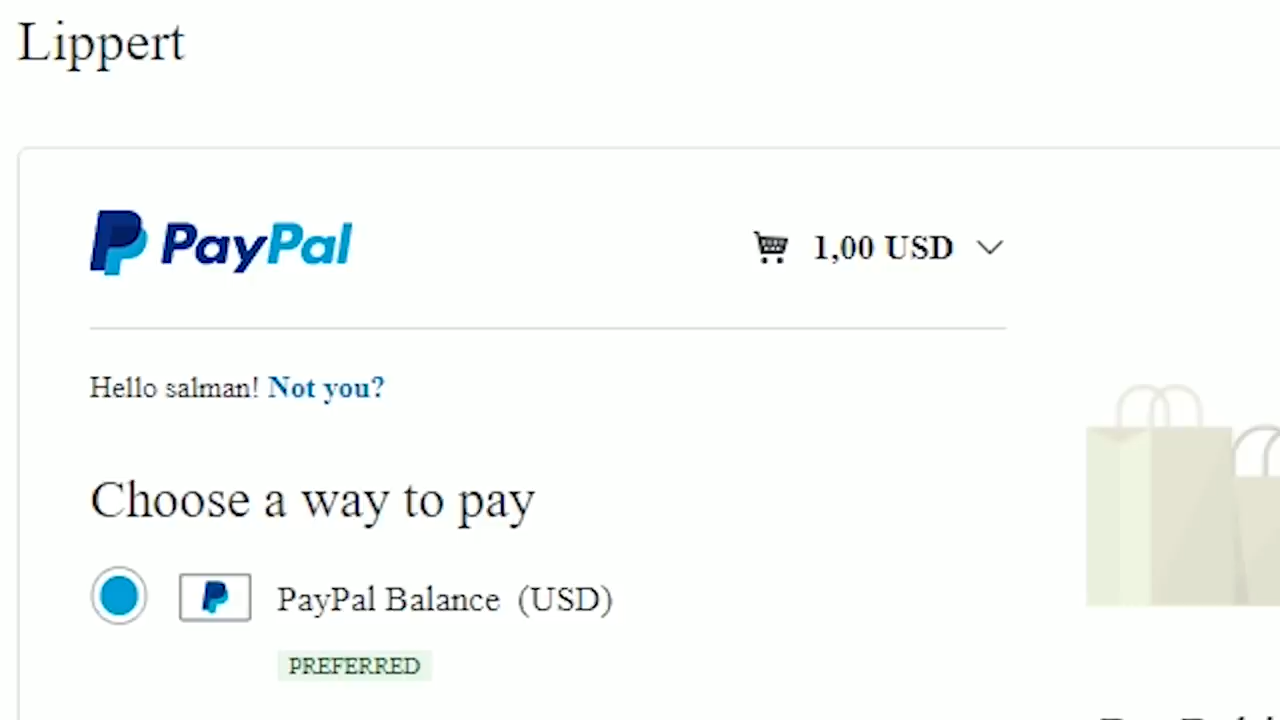 Lippert
PayPal
1,00 USD
Hello salman! Not you?
Choose a way to pay
PayPal Balance (USD)
PREFERRED